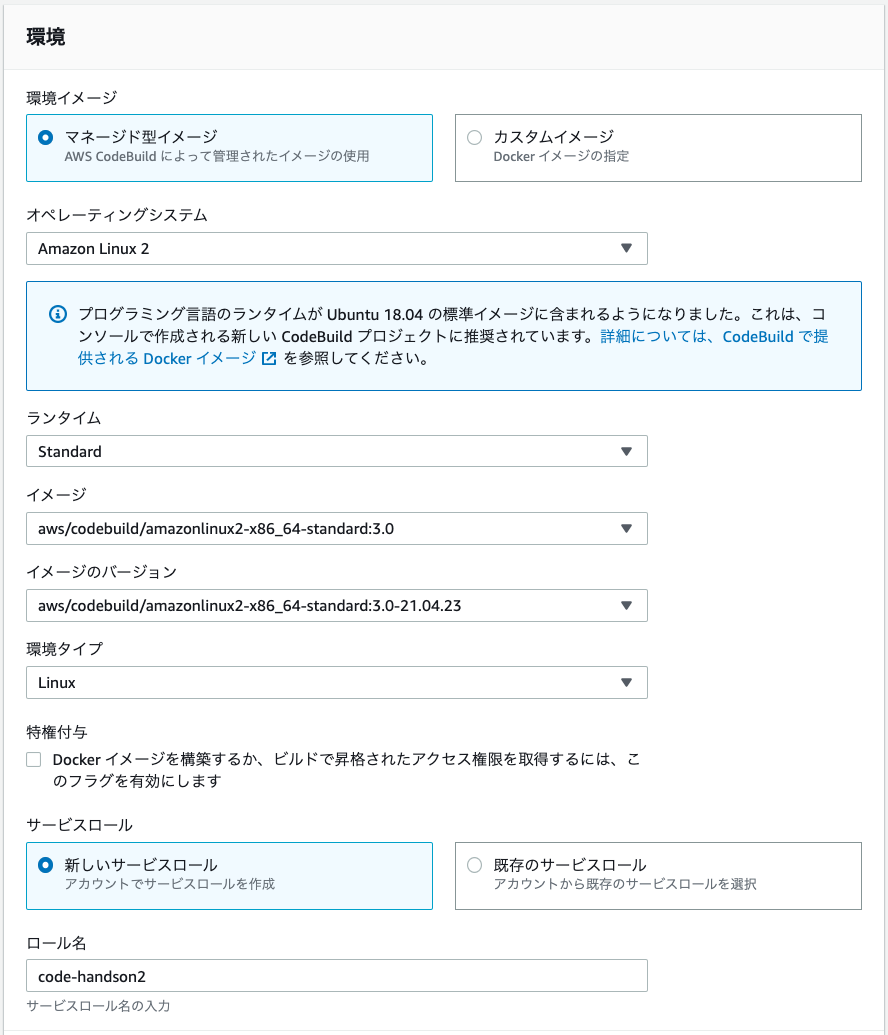 環境
環境イメージ
マネージド型イメージ
AWS CodeBuild によって管理されたイメージの使用
カスタムイメージ
Docker イメージの指定
オペレーティングシステム
Amazon Linux 2
プログラミング言語のランタイムが Ubuntu 18.04 の標準イメージに含まれるようになりました。これは、コ
ンソールで作成される新しい CodeBuild プロジェクトに推奨されています。詳細については、CodeBuild で提
供される Docker イメージ を参照してください。
ランタイム
Standard
イメージ
aws/codebuild/amazonlinux2-x86_64-standard:3.0
イメージのバージョン
aws/codebuild/amazonlinux2-x86_64-standard:3.0-21.04.23
環境タイプ
Linux
特権付与
Docker イメージを構築するか、ビルドで昇格されたアクセス権限を取得するには、こ
のフラグを有効にします
サービスロール
新しいサービスロール
アカウントでサービスロールを作成
既存のサービスロール
アカウントから既存のサービスロールを選択
ロール名
code-handson2
サービスロール名の入力